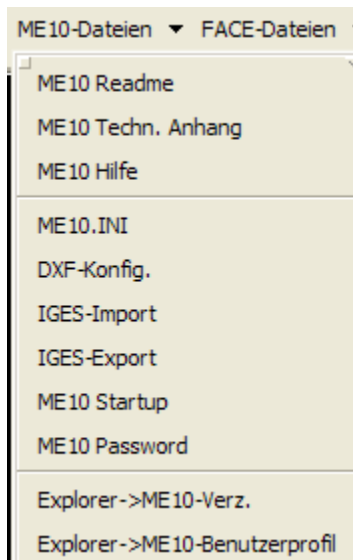 ME10-Dateien ▼ FACE-Dateien
ME10 Readme
ME10 Techn. Anhang
ME10 Hilfe
ME10.INI
DXF-Konfig.
IGES-Import
IGES-Export
ME10 Startup
ME10 Password
Explorer->ME10-Verz.
Explorer->ME10-Benutzerprofil